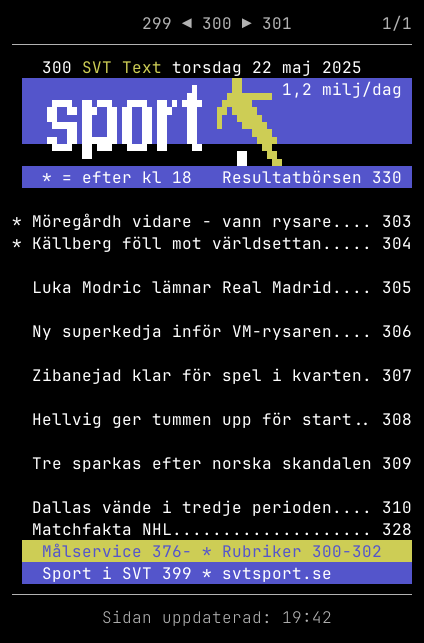 299 ◄ 300 ► 301 1/1
300 SVT Text torsdag 22 maj 2025
1,2 milj/dag
sport
* = efter kl 18 Resultatbörsen 330
* Möregårdh vidare - vann rysare.... 303
* Källberg föll mot världsettan..... 304
Luka Modric lämnar Real Madrid.... 305
Ny superkedja inför VM-rysaren.... 306
Zibanejad klar för spel i kvarten. 307
Hellvig ger tummen upp för start.. 308
Tre sparkas efter norska skandalen 309
Dallas vände i tredje perioden.... 310
Matchfakta NHL.................... 328
Målservice 376- * Rubriker 300-302
Sport i SVT 399 * svtsport.se
Sidan uppdaterad: 19:42